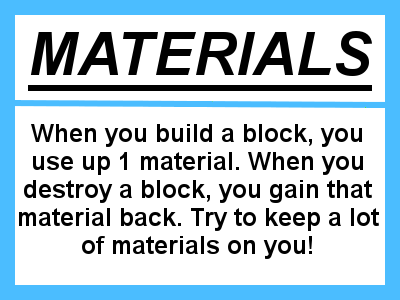 MATERIALS
When you build a block, you
use up 1 material. When you
destroy a block, you gain that
material back. Try to keep a lot
of materials on you!